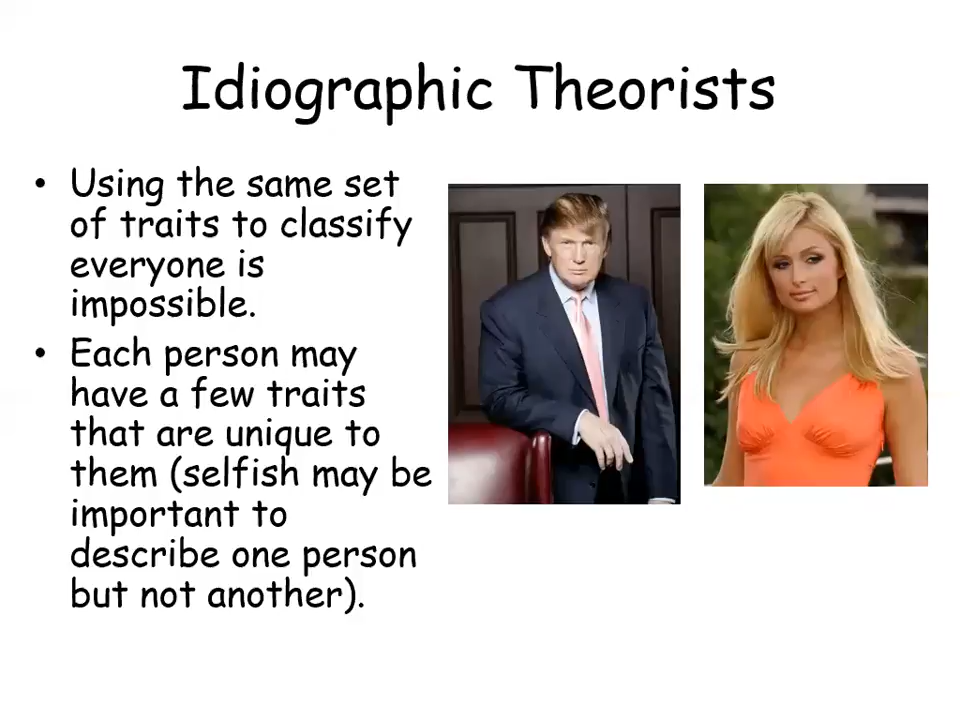 Idiographic Theorists
• Using the same set
of traits to classify
everyone is
impossible.
• Each person may
have a few traits
that are unique to
them (selfish may be
important to
describe one person
but not another).